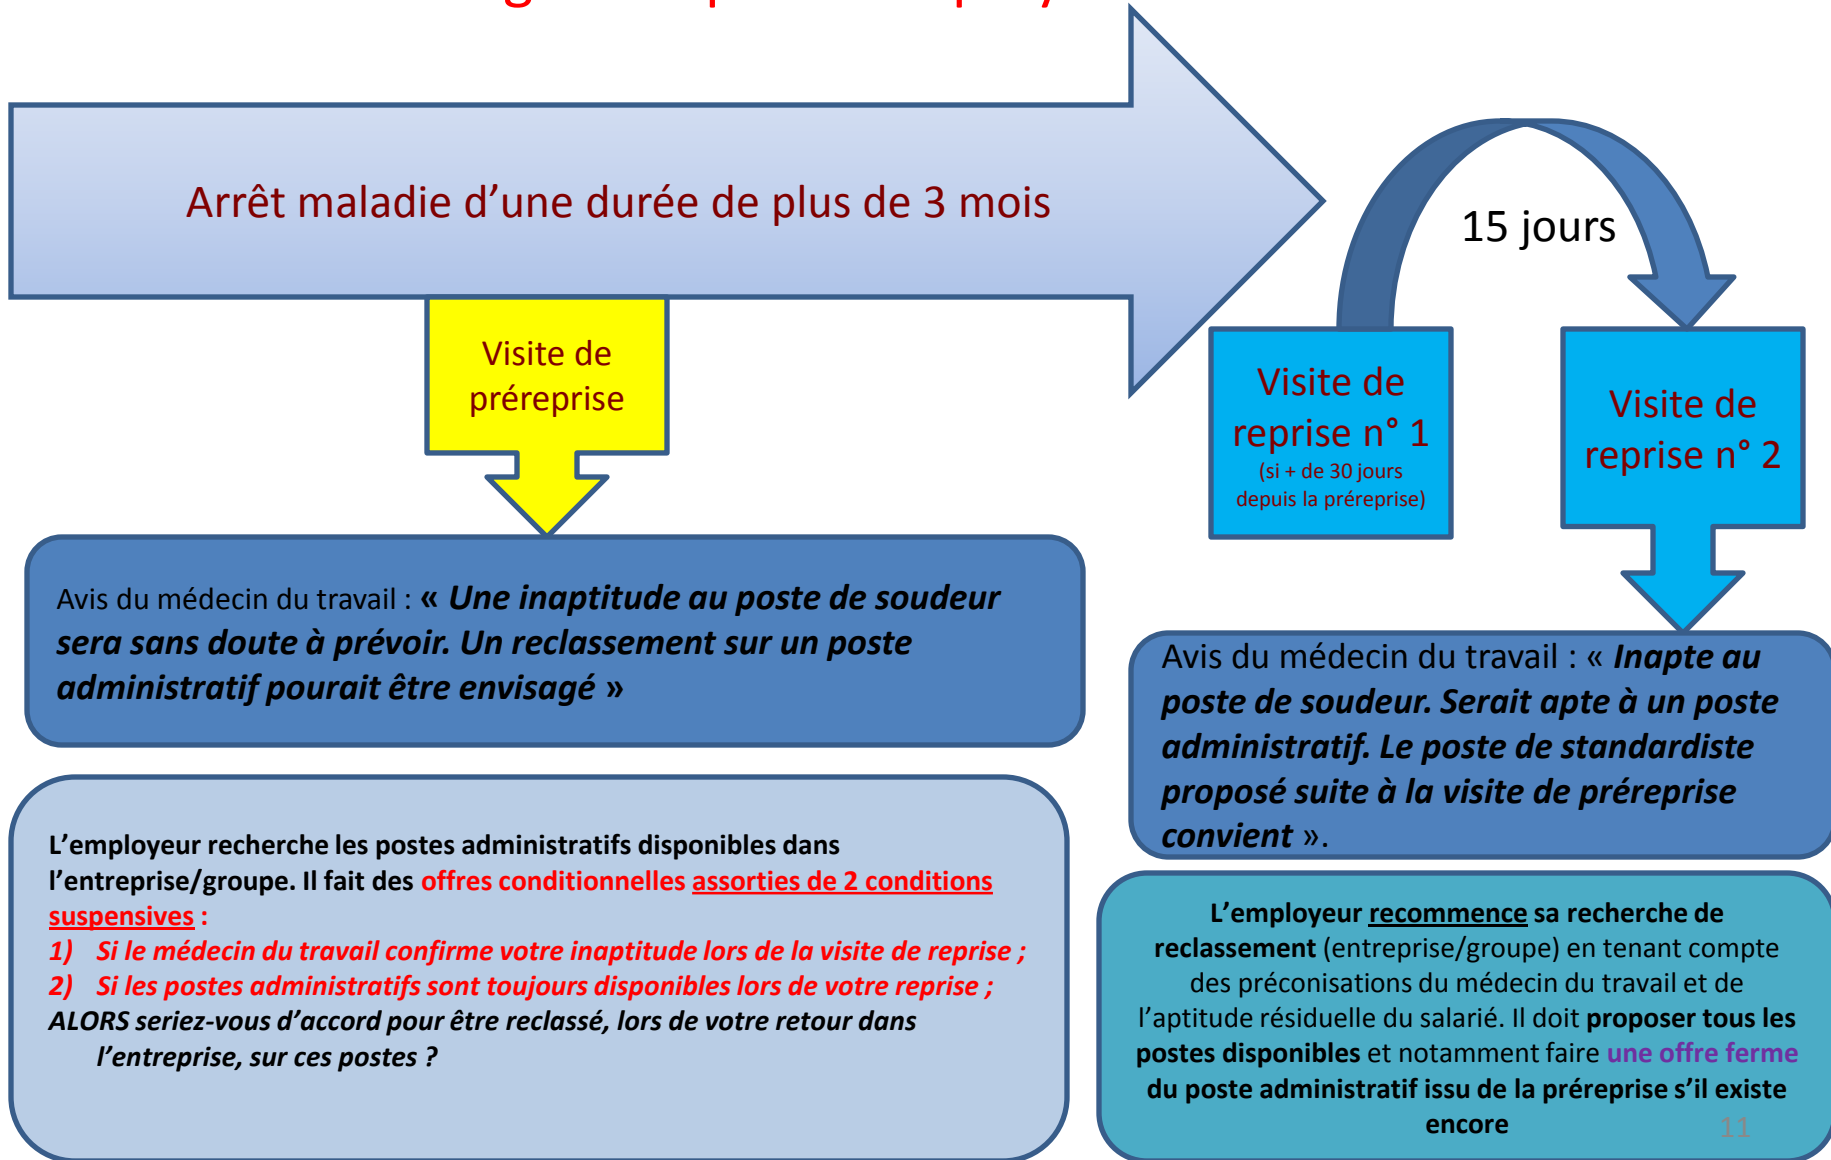 Arrêt maladie d’une durée de plus de 3 mois
15 jours
Visite de
préreprise
Visite de
reprise n° 1
(si + de 30 jours
depuis la préreprise)
Visite de
reprise n° 2
Avis du médecin du travail : « Une inaptitude au poste de soudeur
sera sans doute à prévoir. Un reclassement sur un poste
administratif pourait être envisagé »
Avis du médecin du travail : « Inapte au
poste de soudeur. Serait apte à un poste
administratif. Le poste de standardiste
proposé suite à la visite de préreprise
convient ».
L’employeur recherche les postes administratifs disponibles dans
l’entreprise/groupe. Il fait des offres conditionnelles assorties de 2 conditions
suspensives :
1) Si le médecin du travail confirme votre inaptitude lors de la visite de reprise ;
2) Si les postes administratifs sont toujours disponibles lors de votre reprise ;
ALORS seriez-vous d’accord pour être reclassé, lors de votre retour dans
l’entreprise, sur ces postes ?
L’employeur recommence sa recherche de
reclassement (entreprise/groupe) en tenant compte
des préconisations du médecin du travail et de
l’aptitude résiduelle du salarié. Il doit proposer tous les
postes disponibles et notamment faire une offre ferme
du poste administratif issu de la préreprise s’il existe
encore
11